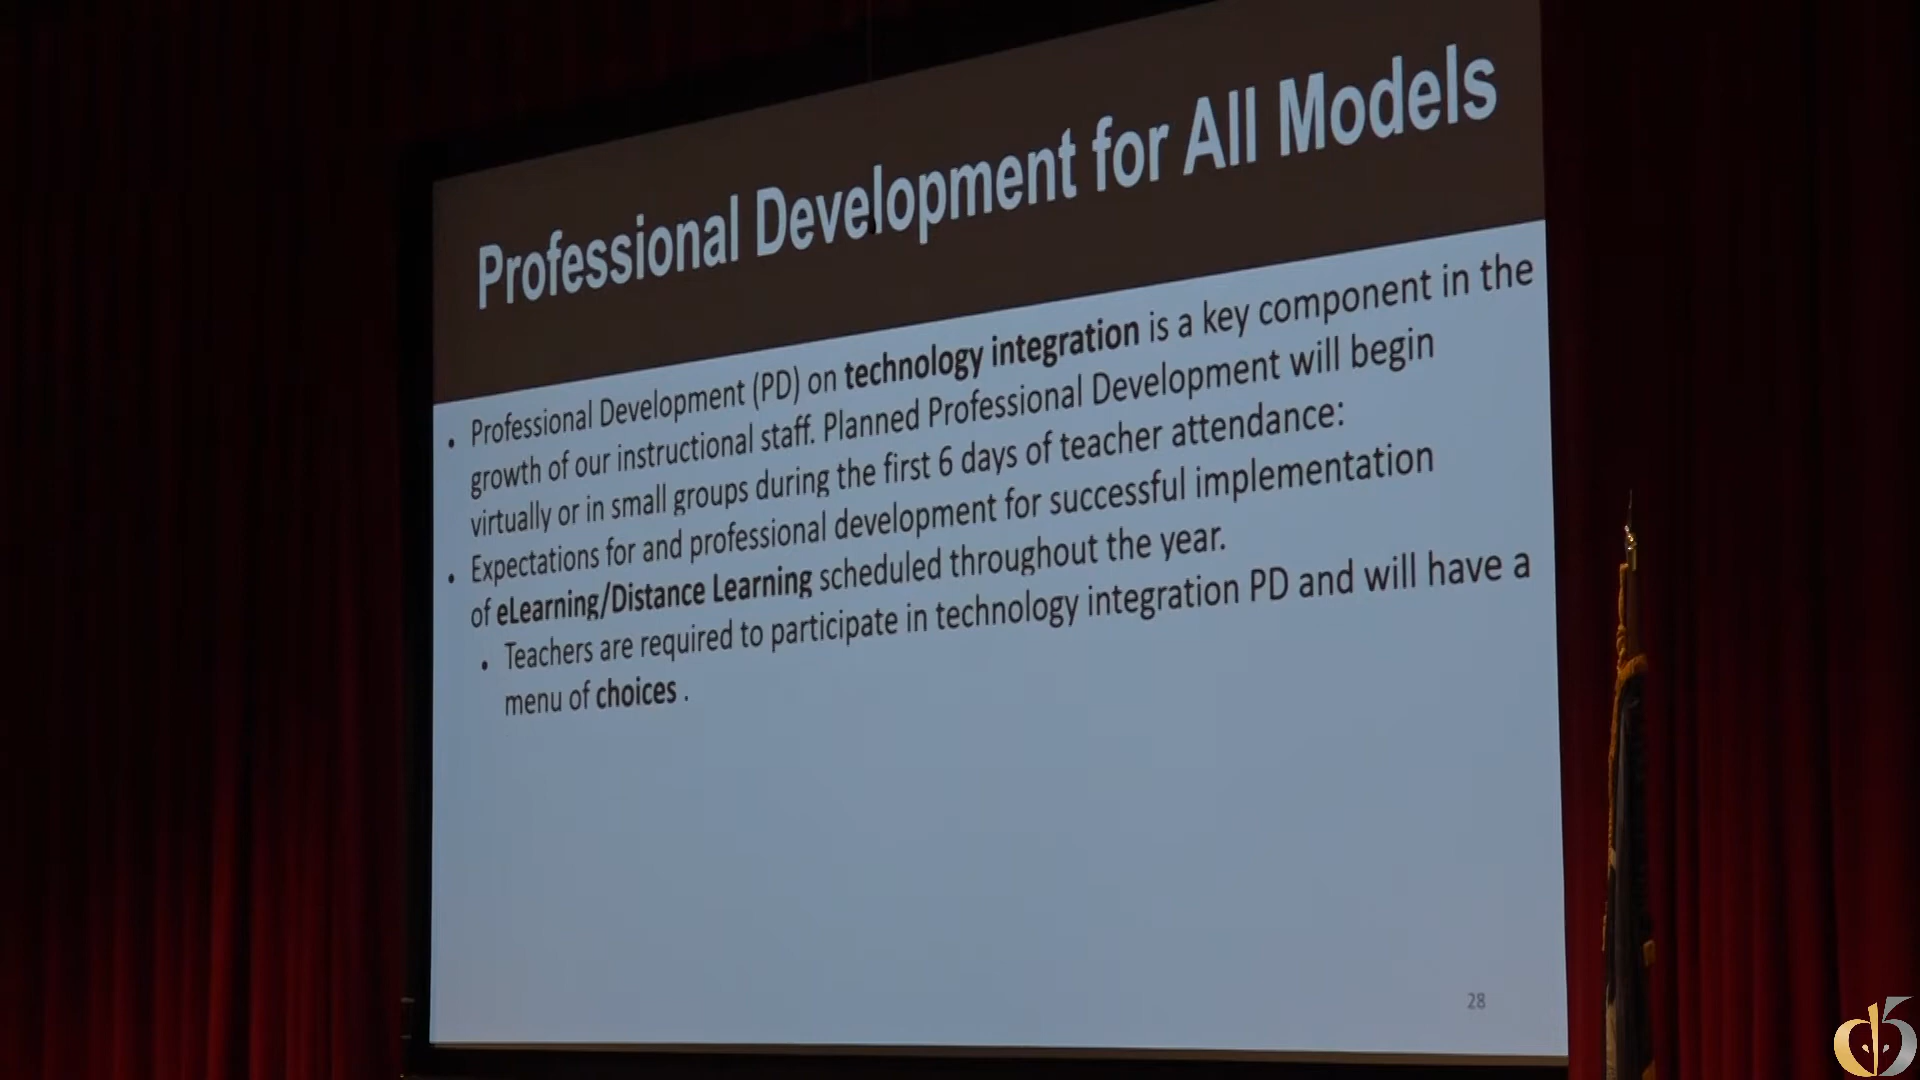 Professional Development for All Models
• Professional Development (PD) on technology integration is a key component in the
growth of our instructional staff. Planned Professional Development will begin
virtually or in small groups during the first 6 days of teacher attendance:
• Expectations for and professional development for successful implementation
of eLearning/Distance Learning scheduled throughout the year.
• Teachers are required to participate in technology integration PD and will have a
menu of choices .
28
d5